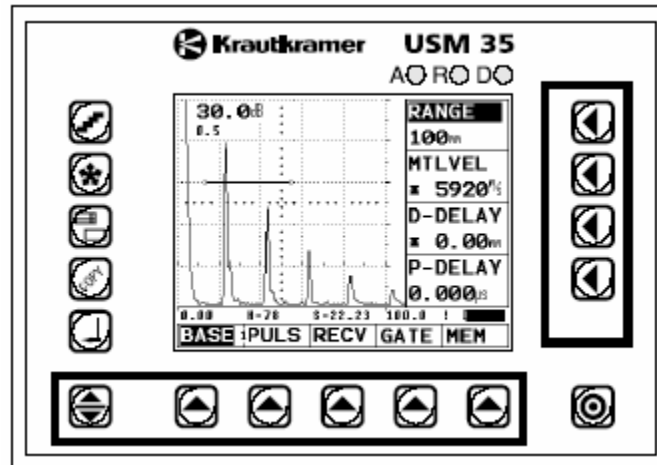 Krautkramer USM 35
A R D
30.0dB
0.5
RANGE
100mm
MTLVEL
5920m/s
D-DELAY
0.00mm
P-DELAY
0.000µs
COPY
0.00 H=78 S=22.23 100.0 !
BASE PULS RECV GATE MEM